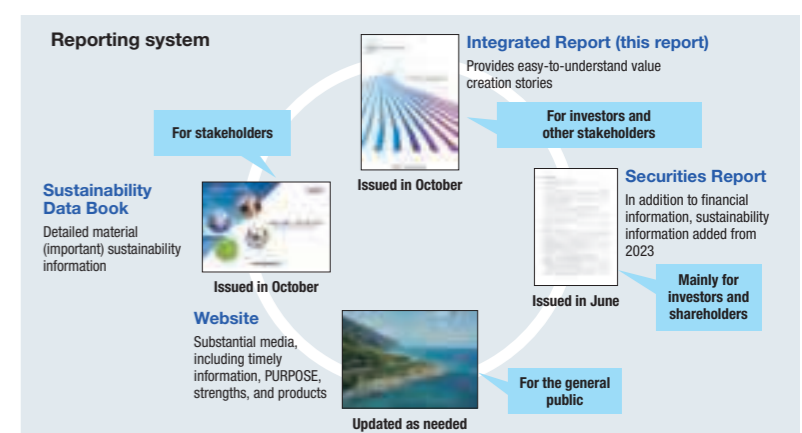 Reporting system
Integrated Report (this report)
Provides easy-to-understand value
creation stories
For investors and
other stakeholders
Issued in October
For stakeholders
Sustainability
Data Book
Detailed material
(important) sustainability
information
Issued in October
Securities Report
In addition to financial
information, sustainability
information added from
2023
Mainly for
investors and
shareholders
Issued in June
Website
Substantial media,
including timely
information, PURPOSE,
strengths, and products
For the general
public
Updated as needed